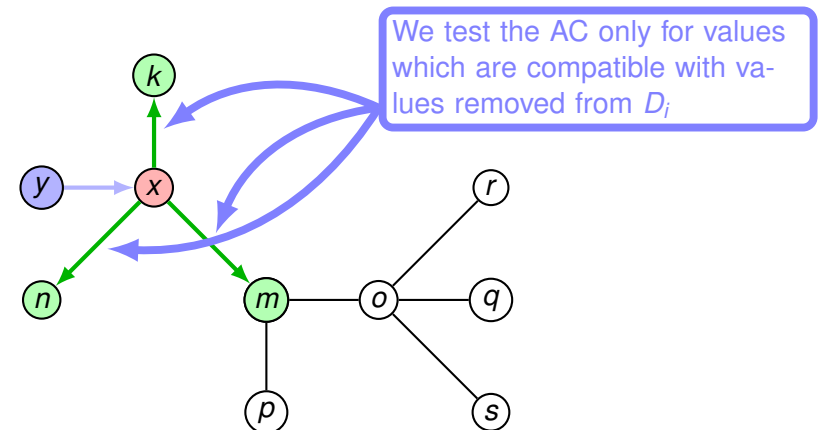 We test the AC only for values
which are compatible with va-
lues removed from Di
k
y
x
r
n
m
o
q
p
s